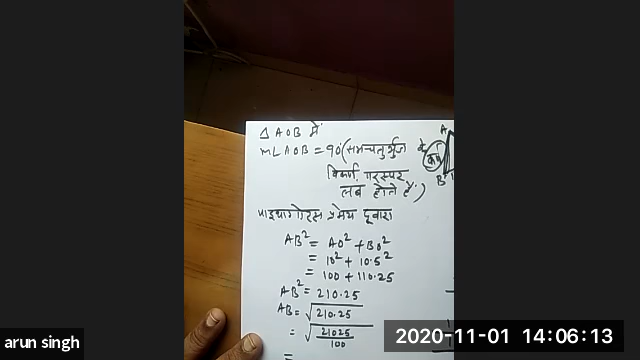 Δ AOB में
m∠AOB = 90°(समचतुर्भुज के
विकर्ण परस्पर
लंब होते हैं)
पाइथागोरस प्रमेय द्वारा
AB² = AO² + BO²
= 10² + 10.5²
= 100 + 110.25
AB² = 210.25
AB = √210.25
= √21025/100
=
A
B
arun singh
2020-11-01 14:06:13